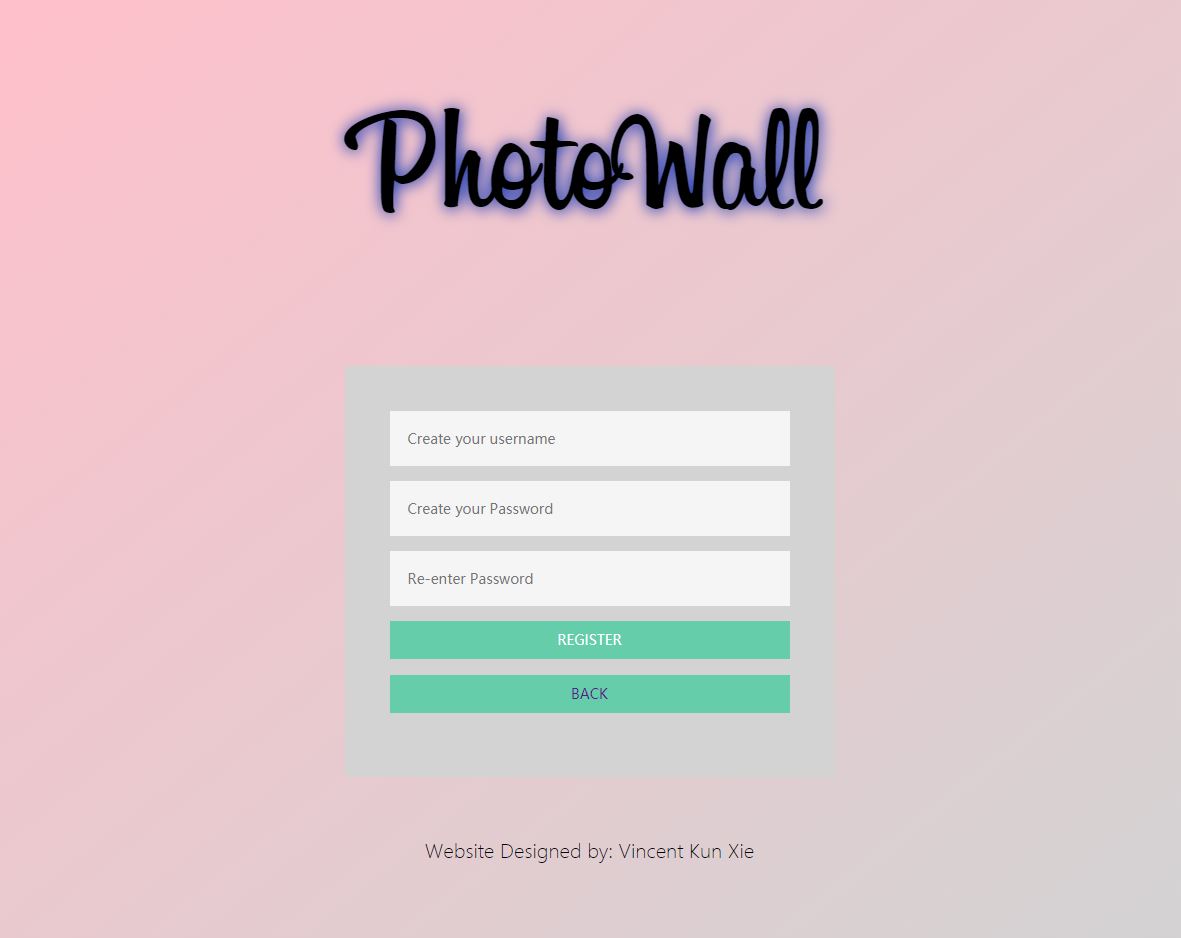 PhotoWall
Create your username
Create your Password
Re-enter Password
REGISTER
BACK
Website Designed by: Vincent Kun Xie